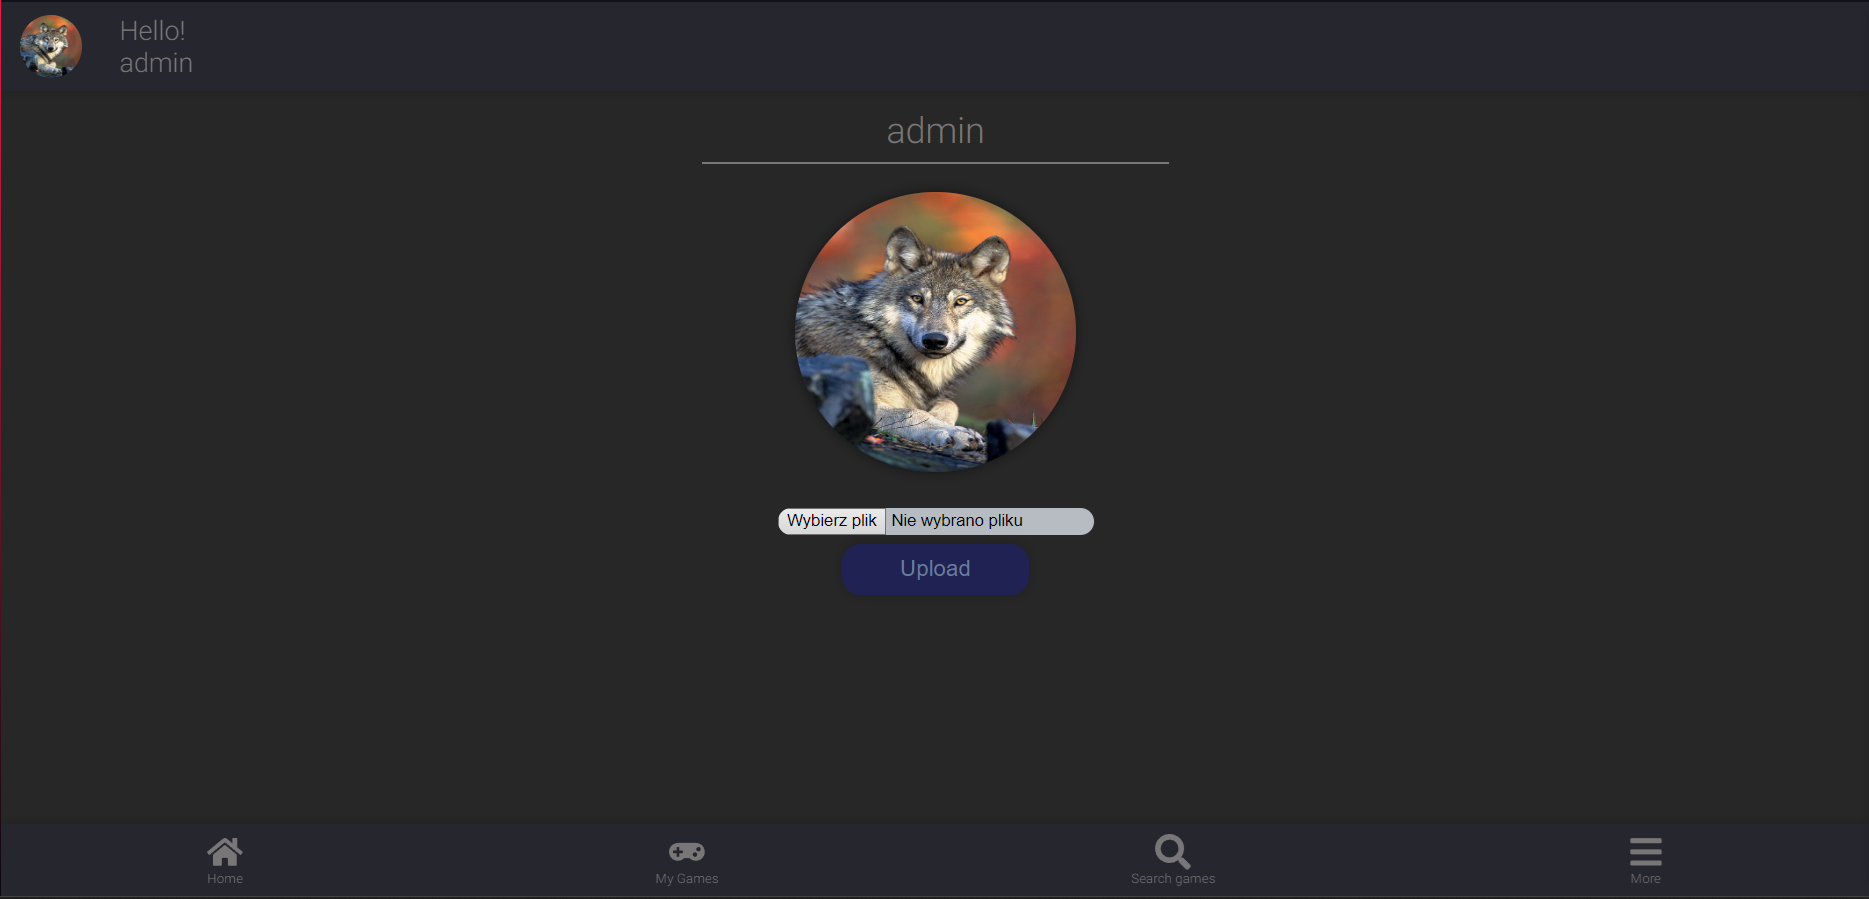 Hello!
admin
admin
Wybierz plik Nie wybrano pliku
Upload
Home
My Games
Search games
More